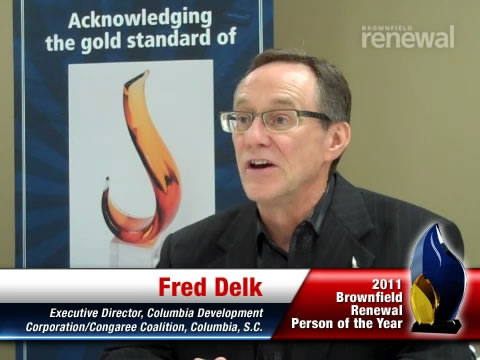 Acknowledging
the gold standard of
BROWNFIELD
renewal
Fred Delk
Executive Director, Columbia Development
Corporation/Congaree Coalition, Columbia, S.C.
2011
Brownfield
Renewal
Person of the Year